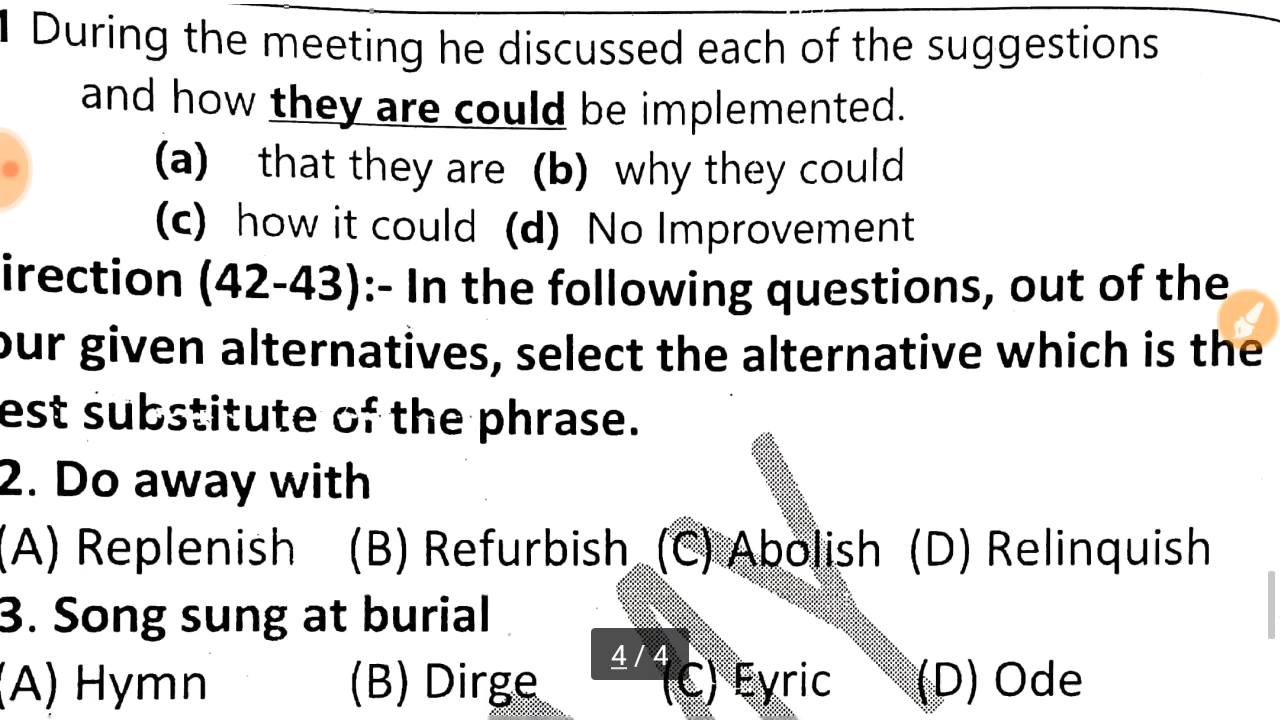 1 During the meeting he discussed each of the suggestions
and how they are could be implemented.
(a) that they are (b) why they could
(c) how it could (d) No Improvement
irection (42-43):- In the following questions, out of the
our given alternatives, select the alternative which is the
est substitute of the phrase.
2. Do away with
(A) Replenish (B) Refurbish (C) Abolish (D) Relinquish
3. Song sung at burial
4 / 4
(A) Hymn (B) Dirge (C) Eyric (D) Ode